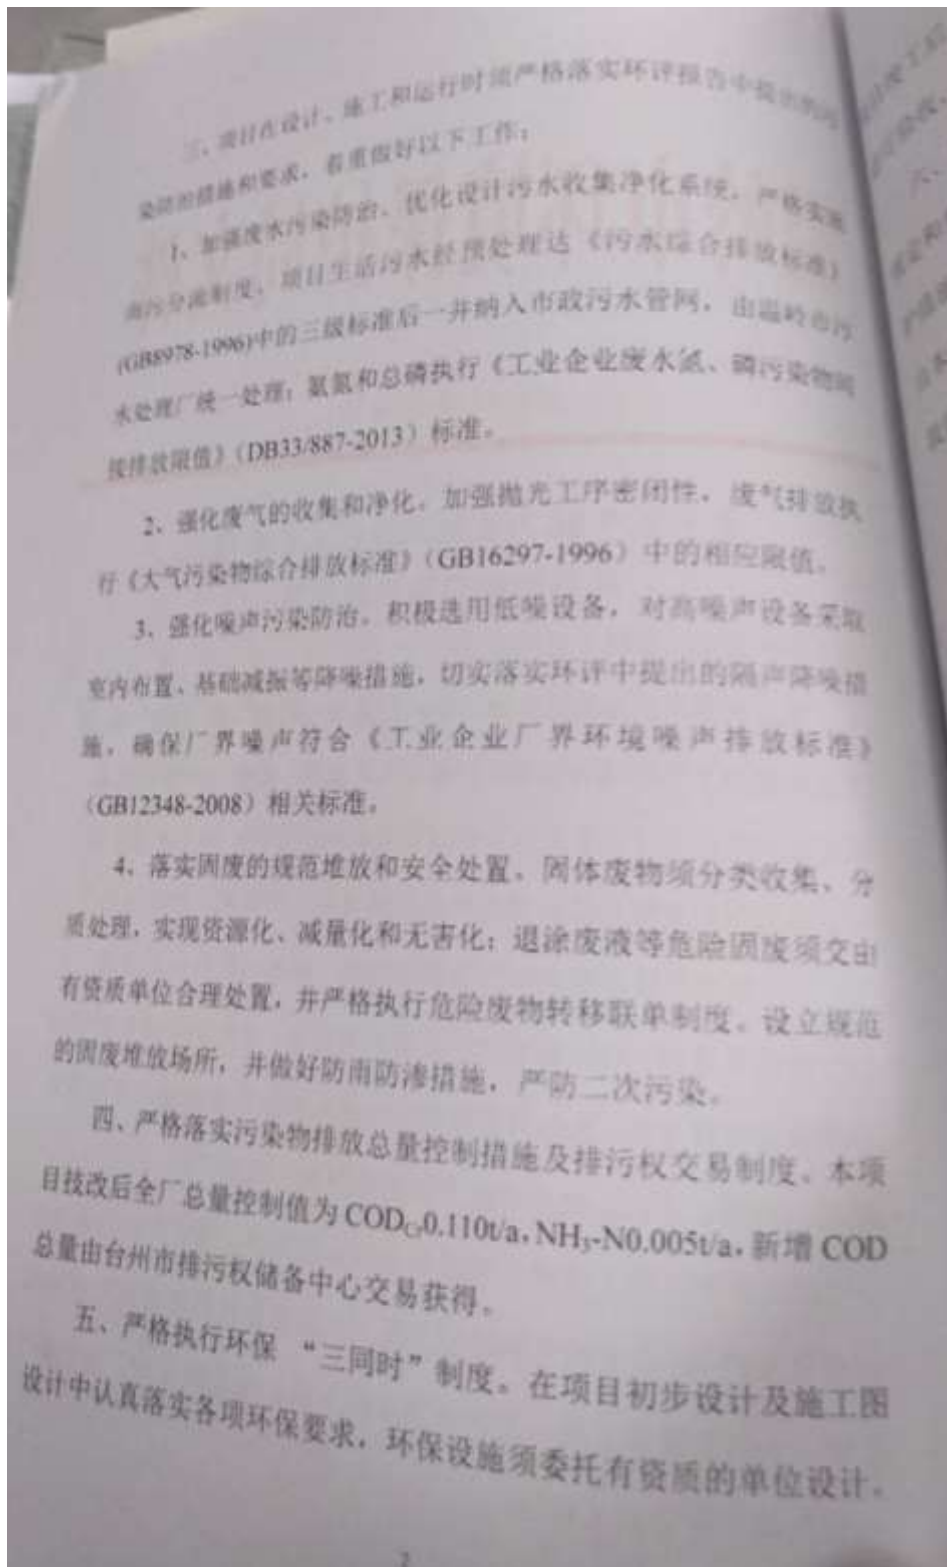 三、项目在设计、施工和运行时须严格落实环评报告中提出的污
染防治措施和要求，着重做好以下工作：
1、加强废水污染防治。优化设计污水收集净化系统，严格实施
雨污分流制度，项目生活污水经预处理达《污水综合排放标准》
(GB8978-1996)中的三级标准后一并纳入市政污水管网，由温岭市污
水处理厂统一处理；氨氮和总磷执行《工业企业废水氮、磷污染物间
接排放限值》（DB33/887-2013）标准。
2、强化废气的收集和净化。加强抛光工序密闭性，废气排放执
行《大气污染物综合排放标准》（GB16297-1996）中的相应限值。
3、强化噪声污染防治。积极选用低噪设备，对高噪声设备采取
室内布置、基础减振等降噪措施，切实落实环评中提出的隔声降噪措
施，确保厂界噪声符合《工业企业厂界环境噪声排放标准》
（GB12348-2008）相关标准。
4、落实固废的规范堆放和安全处置。固体废物须分类收集、分
质处理，实现资源化、减量化和无害化；退涂废液等危险固废须交由
有资质单位合理处置，并严格执行危险废物转移联单制度。设立规范
的固废堆放场所，并做好防雨防渗措施，严防二次污染。
四、严格落实污染物排放总量控制措施及排污权交易制度。本项
目技改后全厂总量控制值为CODCr0.110t/a，NH3-N0.005t/a，新增COD
总量由台州市排污权储备中心交易获得。
五、严格执行环保“三同时”制度。在项目初步设计及施工图
设计中认真落实各项环保要求，环保设施须委托有资质的单位设计。
2